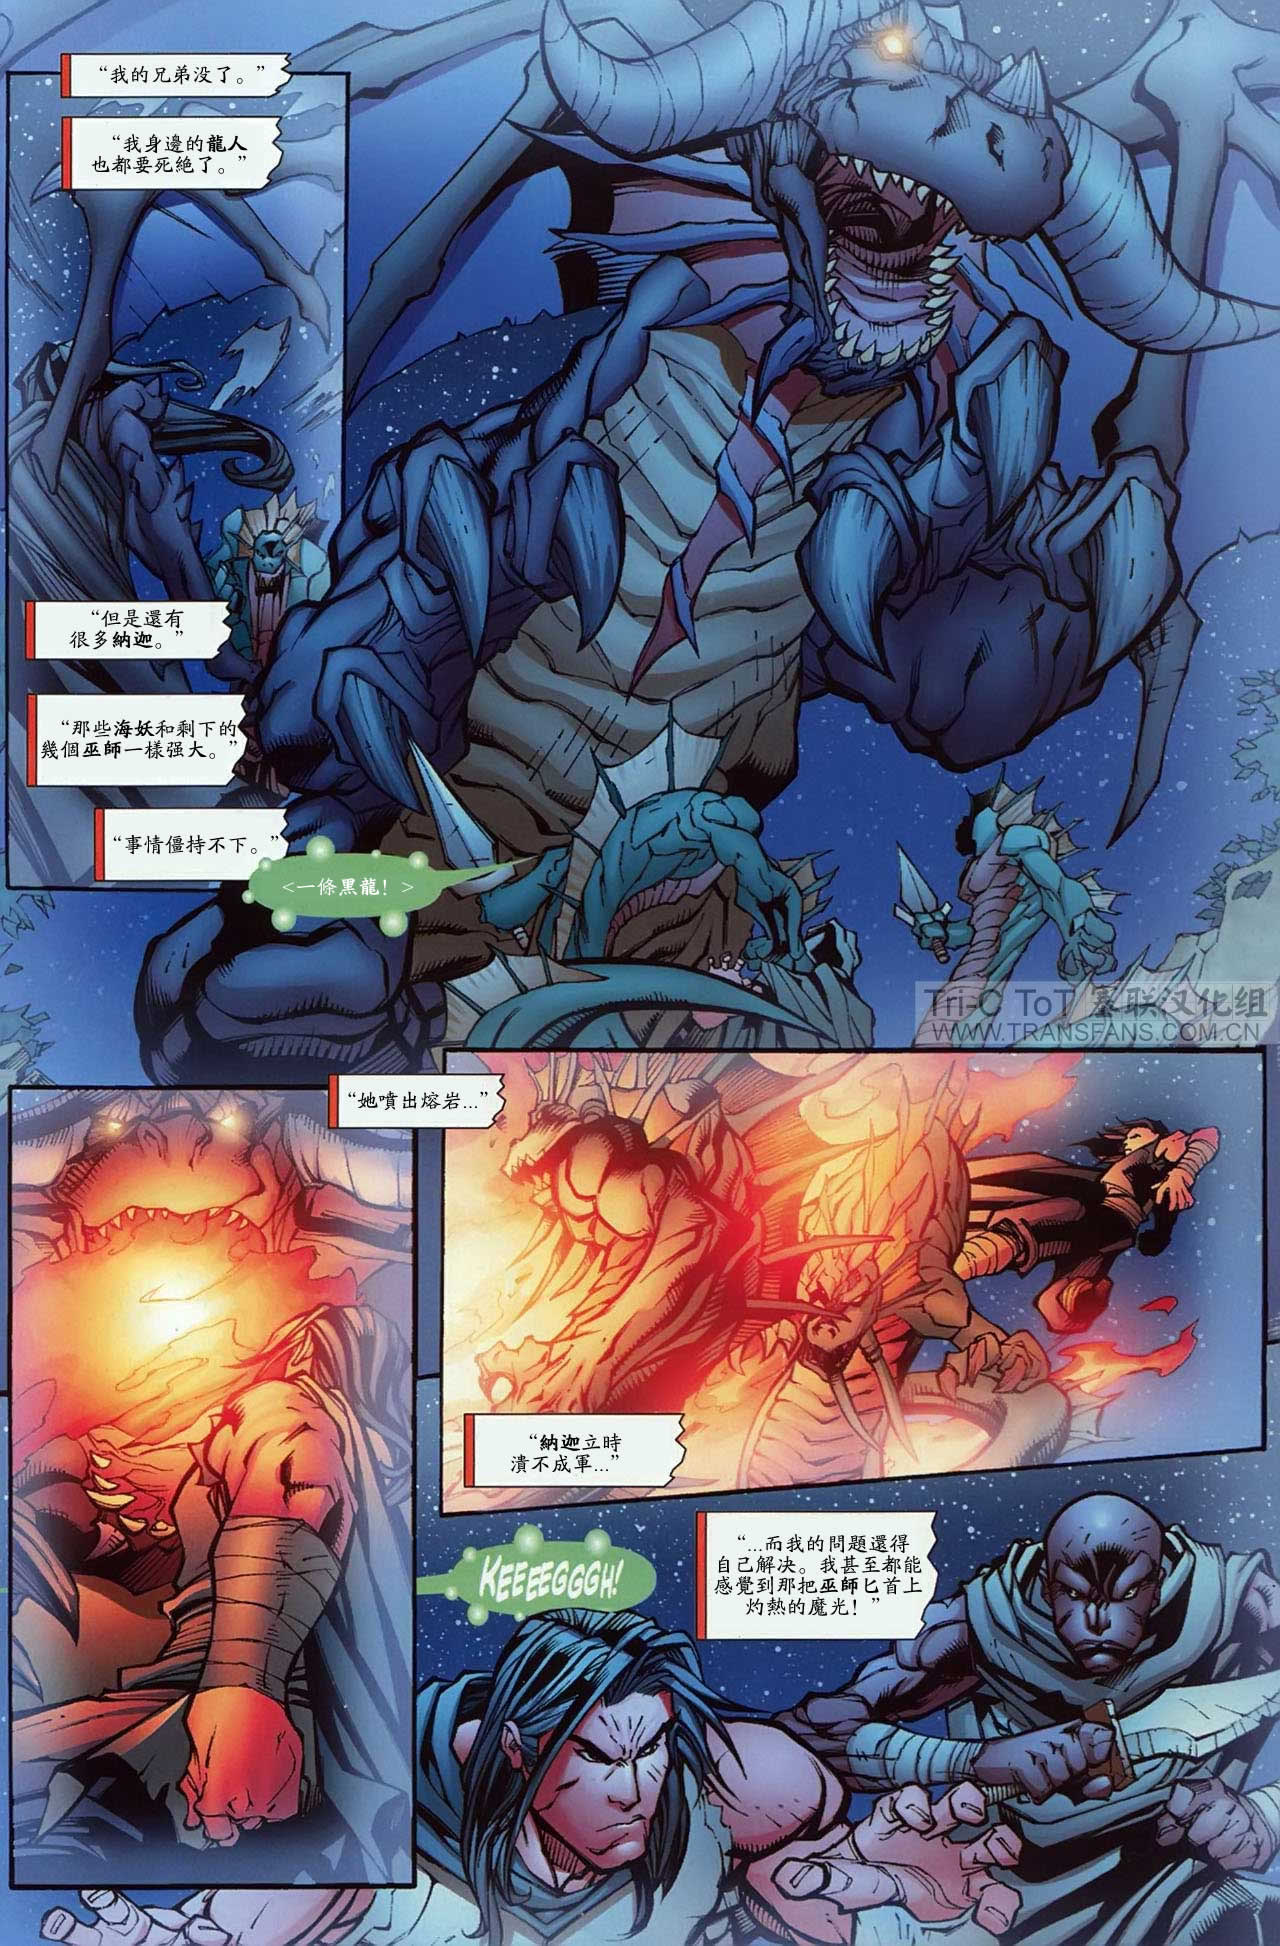 “我的兄弟没了。”
“我身邊的龍人
也都要死絕了。”
“但是還有
很多納迦。”
“那些海妖和剩下的
幾個巫師一樣强大。”
“事情僵持不下。”
<一條黑龍！>
Tri-C ToT 塞联汉化组
WWW.TRANSFANS.COM.CN
“她噴出熔岩...”
“納迦立時
潰不成軍...”
KEEEEGGGH!
“...而我的問題還得
自己解决。我甚至都能
感覺到那把巫師匕首上
灼熱的魔光！”